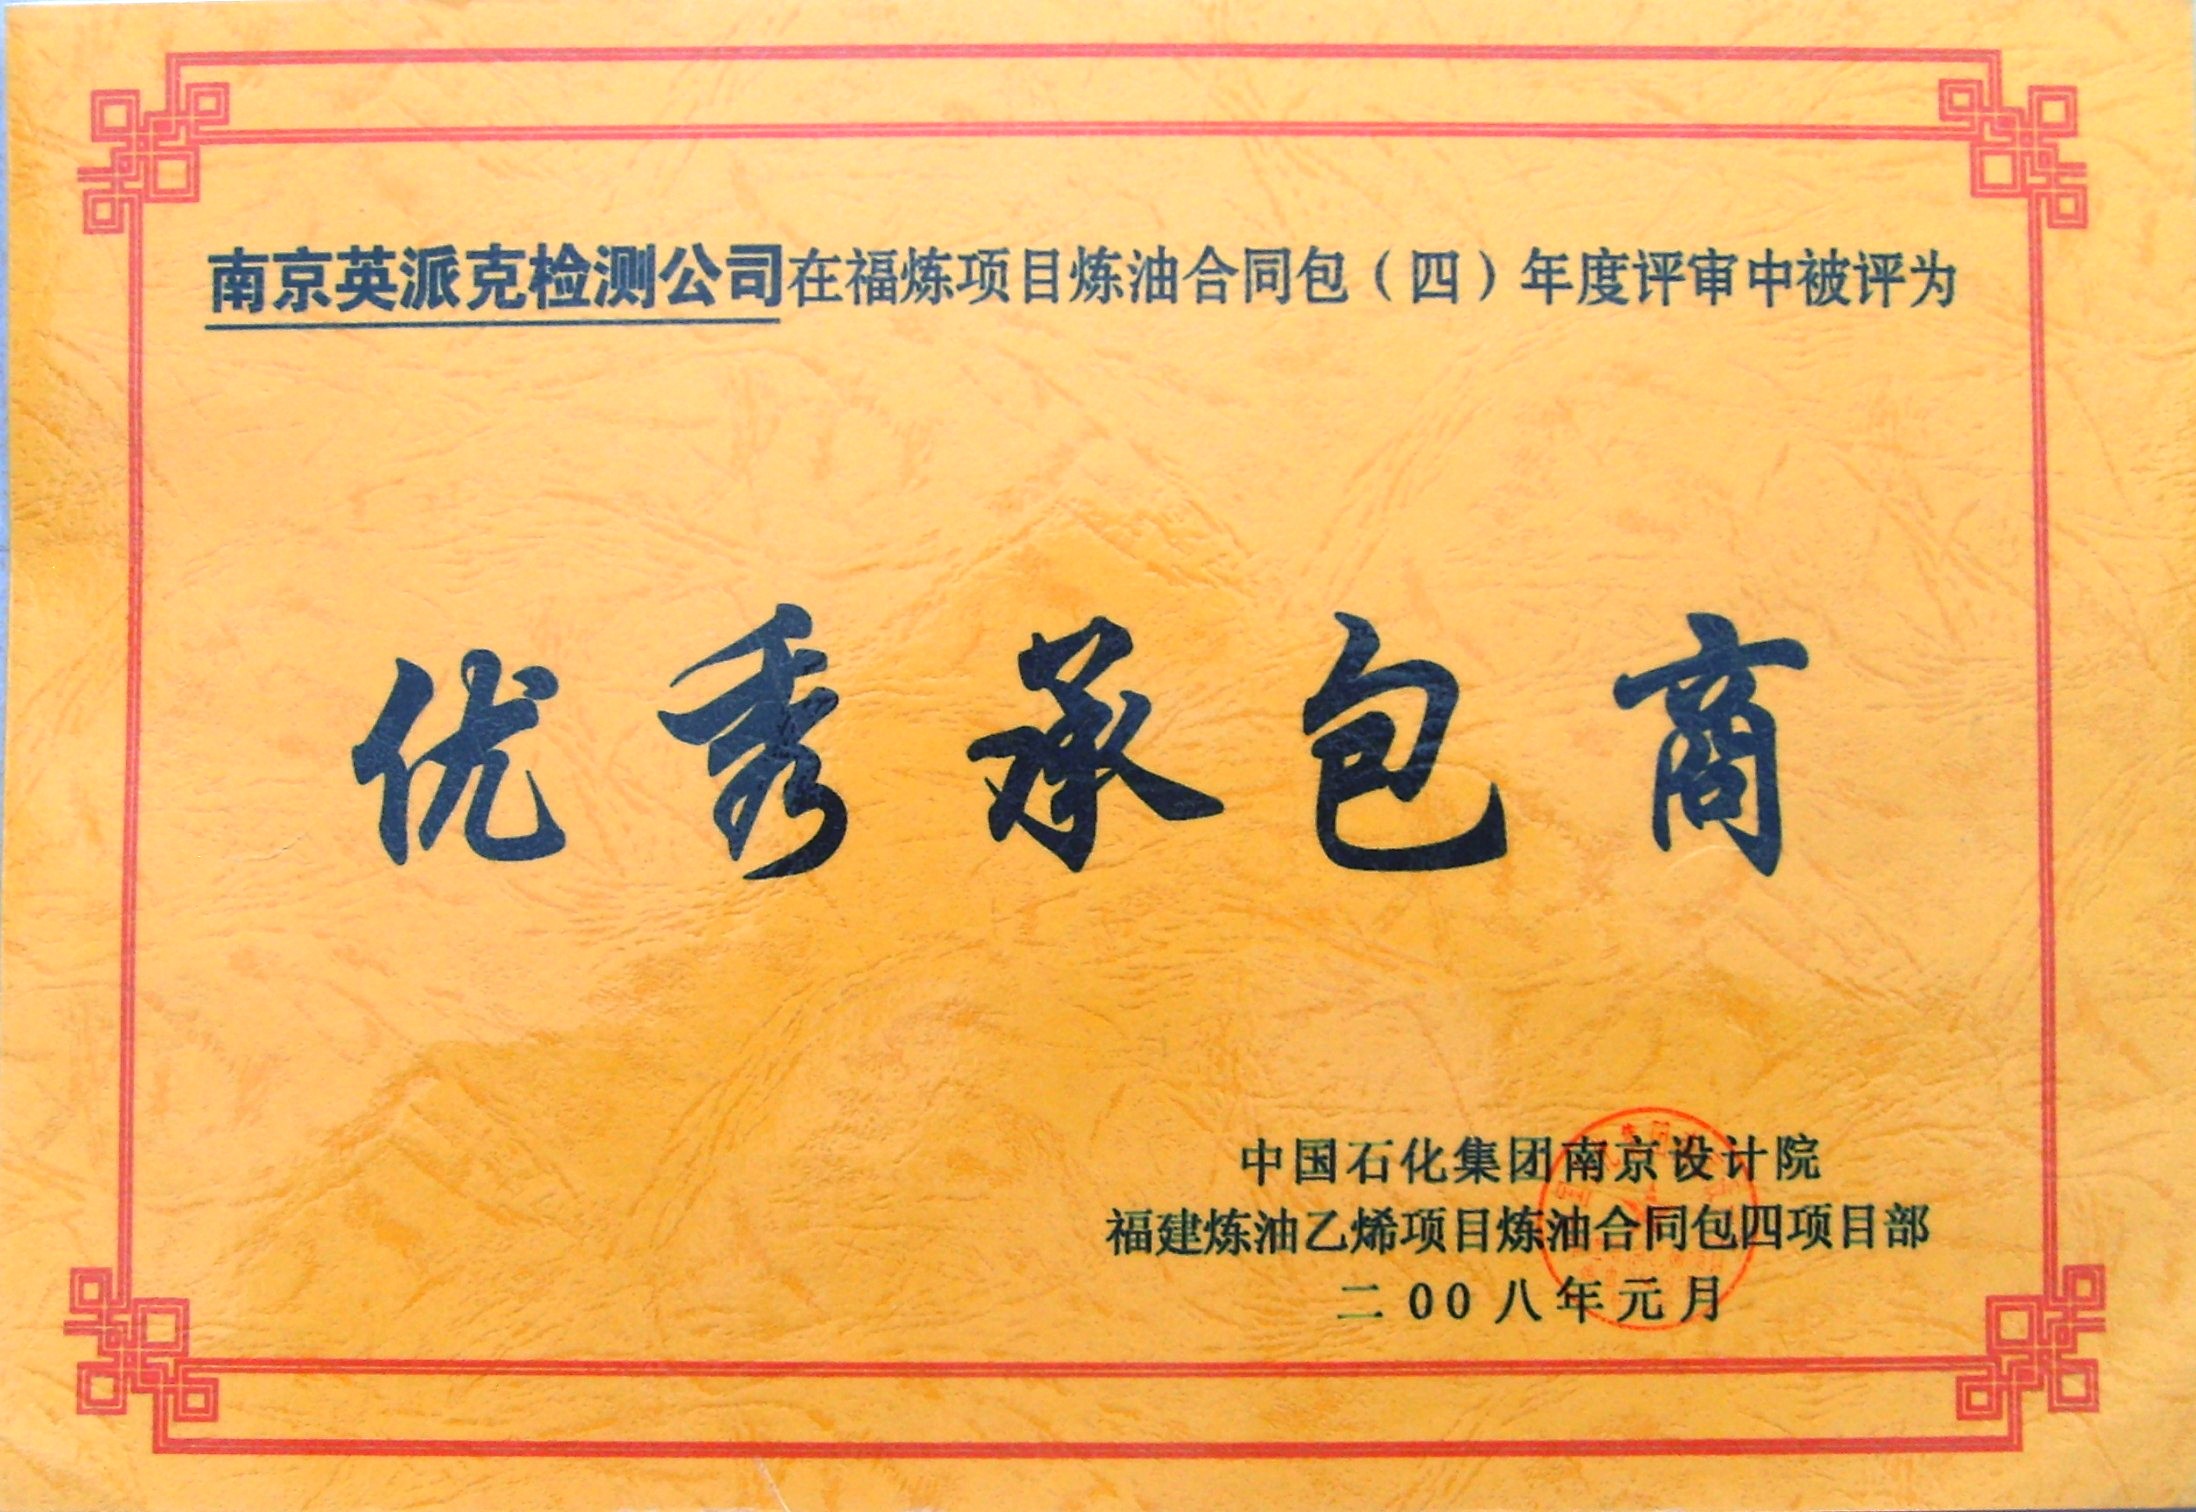 南京英派克检测公司在福炼项目炼油合同包（四）年度评审中被评为
优秀承包商
中国石化集团南京设计院
福建炼油乙烯项目炼油合同包四项目部
二00八年元月